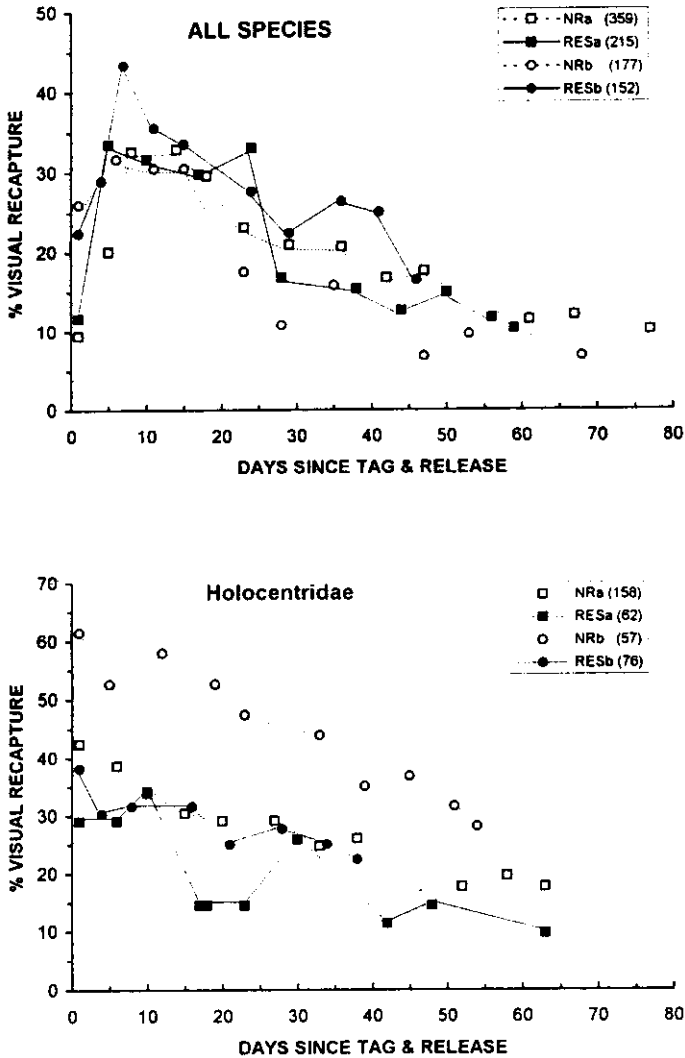 ALL SPECIES
NRa (359)
RESa (215)
NRb (177)
RESb (152)
50
40
30
20
10
0
% VISUAL RECAPTURE
0 10 20 30 40 50 60 70 80
DAYS SINCE TAG & RELEASE
Holocentridae
NRa (158)
RESa (62)
NRb (57)
RESb (76)
70
60
50
40
30
20
10
0
% VISUAL RECAPTURE
0 10 20 30 40 50 60 70 80
DAYS SINCE TAG & RELEASE